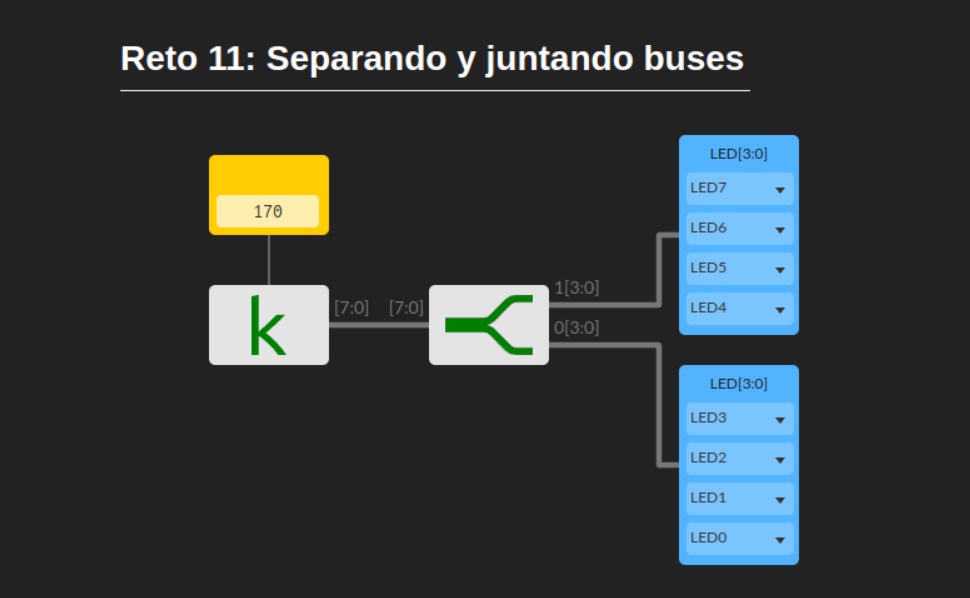 Reto 11: Separando y juntando buses
170
k
[7:0] [7:0]
1[3:0]
0[3:0]
LED[3:0]
LED7
LED6
LED5
LED4
LED[3:0]
LED3
LED2
LED1
LED0